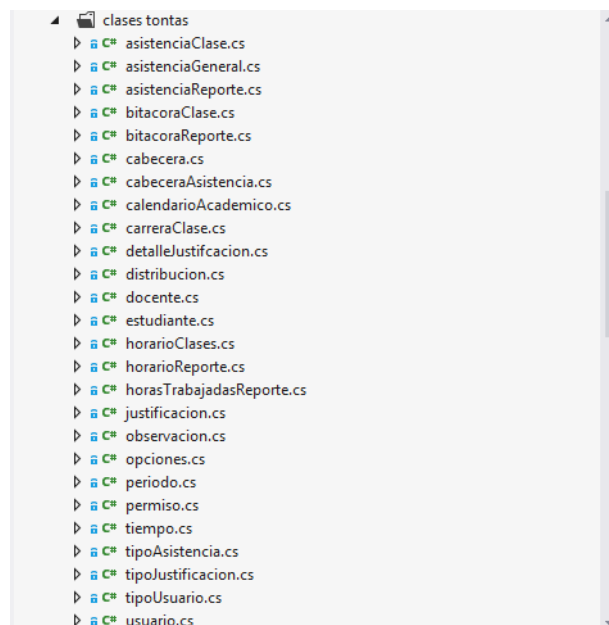 clases tontas
C# asistenciaClase.cs
C# asistenciaGeneral.cs
C# asistenciaReporte.cs
C# bitacoraClase.cs
C# bitacoraReporte.cs
C# cabecera.cs
C# cabeceraAsistencia.cs
C# calendarioAcademico.cs
C# carreraClase.cs
C# detalleJustifcacion.cs
C# distribucion.cs
C# docente.cs
C# estudiante.cs
C# horarioClases.cs
C# horarioReporte.cs
C# horasTrabajadasReporte.cs
C# justificacion.cs
C# observacion.cs
C# opciones.cs
C# periodo.cs
C# permiso.cs
C# tiempo.cs
C# tipoAsistencia.cs
C# tipoJustificacion.cs
C# tipoUsuario.cs
C# usuario.cs